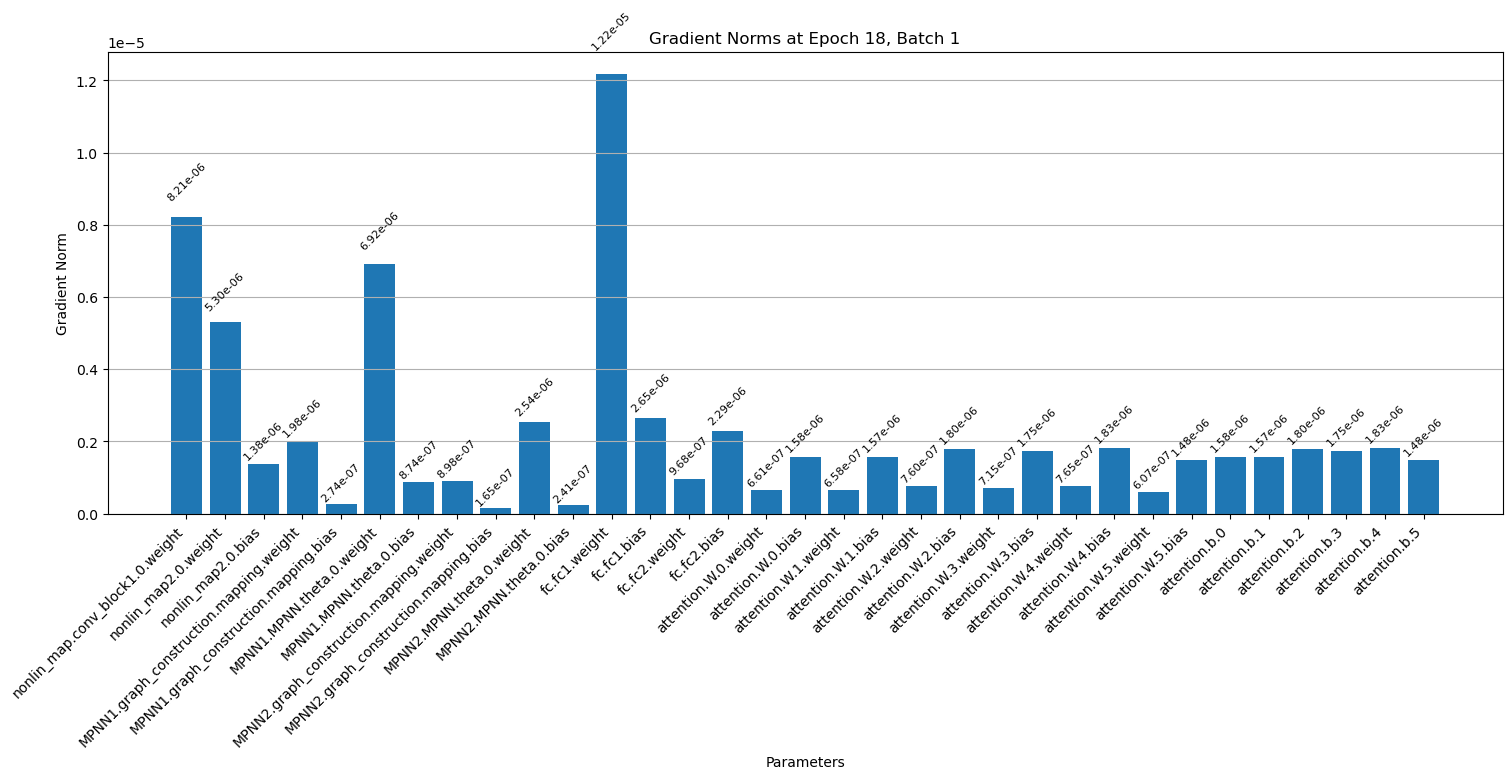 Gradient Norms at Epoch 18, Batch 1
1e−5
Gradient Norm
1.2
1.0
0.8
0.6
0.4
0.2
0.0
8.21e-06
5.30e-06
1.38e-06
1.98e-06
2.74e-07
6.92e-06
8.74e-07
8.98e-07
1.65e-07
2.54e-06
2.41e-07
1.22e-05
2.65e-06
9.68e-07
2.29e-06
6.61e-07
1.58e-06
6.58e-07
1.57e-06
7.60e-07
1.80e-06
7.15e-07
1.75e-06
7.65e-07
1.83e-06
6.07e-07
1.48e-06
1.58e-06
1.57e-06
1.80e-06
1.75e-06
1.83e-06
1.48e-06
nonlin_map.conv_block1.0.weight
nonlin_map2.0.weight
nonlin_map2.0.bias
MPNN1.graph_construction.mapping.weight
MPNN1.graph_construction.mapping.bias
MPNN1.MPNN.theta.0.weight
MPNN1.MPNN.theta.0.bias
MPNN2.graph_construction.mapping.weight
MPNN2.graph_construction.mapping.bias
MPNN2.MPNN.theta.0.weight
MPNN2.MPNN.theta.0.bias
fc.fc1.weight
fc.fc1.bias
fc.fc2.weight
fc.fc2.bias
attention.W.0.weight
attention.W.0.bias
attention.W.1.weight
attention.W.1.bias
attention.W.2.weight
attention.W.2.bias
attention.W.3.weight
attention.W.3.bias
attention.W.4.weight
attention.W.4.bias
attention.W.5.weight
attention.W.5.bias
attention.b.0
attention.b.1
attention.b.2
attention.b.3
attention.b.4
attention.b.5
Parameters